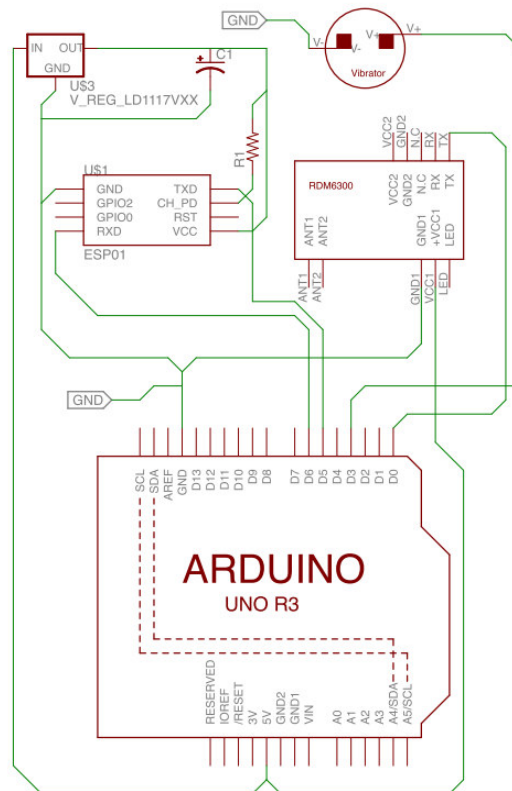 GND
V-
V+
V-
V+
Vibrator
IN
OUT
GND
+
C1
U$3
V_REG_LD1117VXX
R1
U$1
GND
GPIO2
GPIO0
RXD
TXD
CH_PD
RST
VCC
ESP01
VCC2
GND2
N.C
RX
TX
RDM6300
VCC2
GND2
N.C
RX
TX
ANT1
ANT2
GND1
+VCC1
LED
ANT1
ANT2
GND1
VCC1
LED
GND
SCL
SDA
AREF
GND
D13
D12
D11
D10
D9
D8
D7
D6
D5
D4
D3
D2
D1
D0
ARDUINO
UNO R3
RESERVED
IOREF
/RESET
3V
5V
GND2
GND1
VIN
A0
A1
A2
A3
A4/SDA
A5/SCL